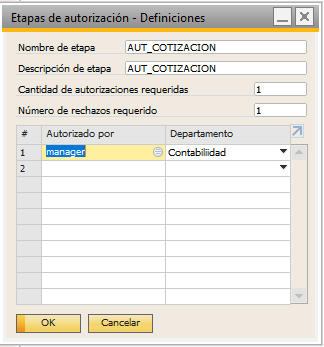 Etapas de autorización - Definiciones
Nombre de etapa AUT_COTIZACION
Descripción de etapa AUT_COTIZACION
Cantidad de autorizaciones requeridas 1
Número de rechazos requerido 1
# Autorizado por Departamento
1 manager Contabilidad
2
OK Cancelar